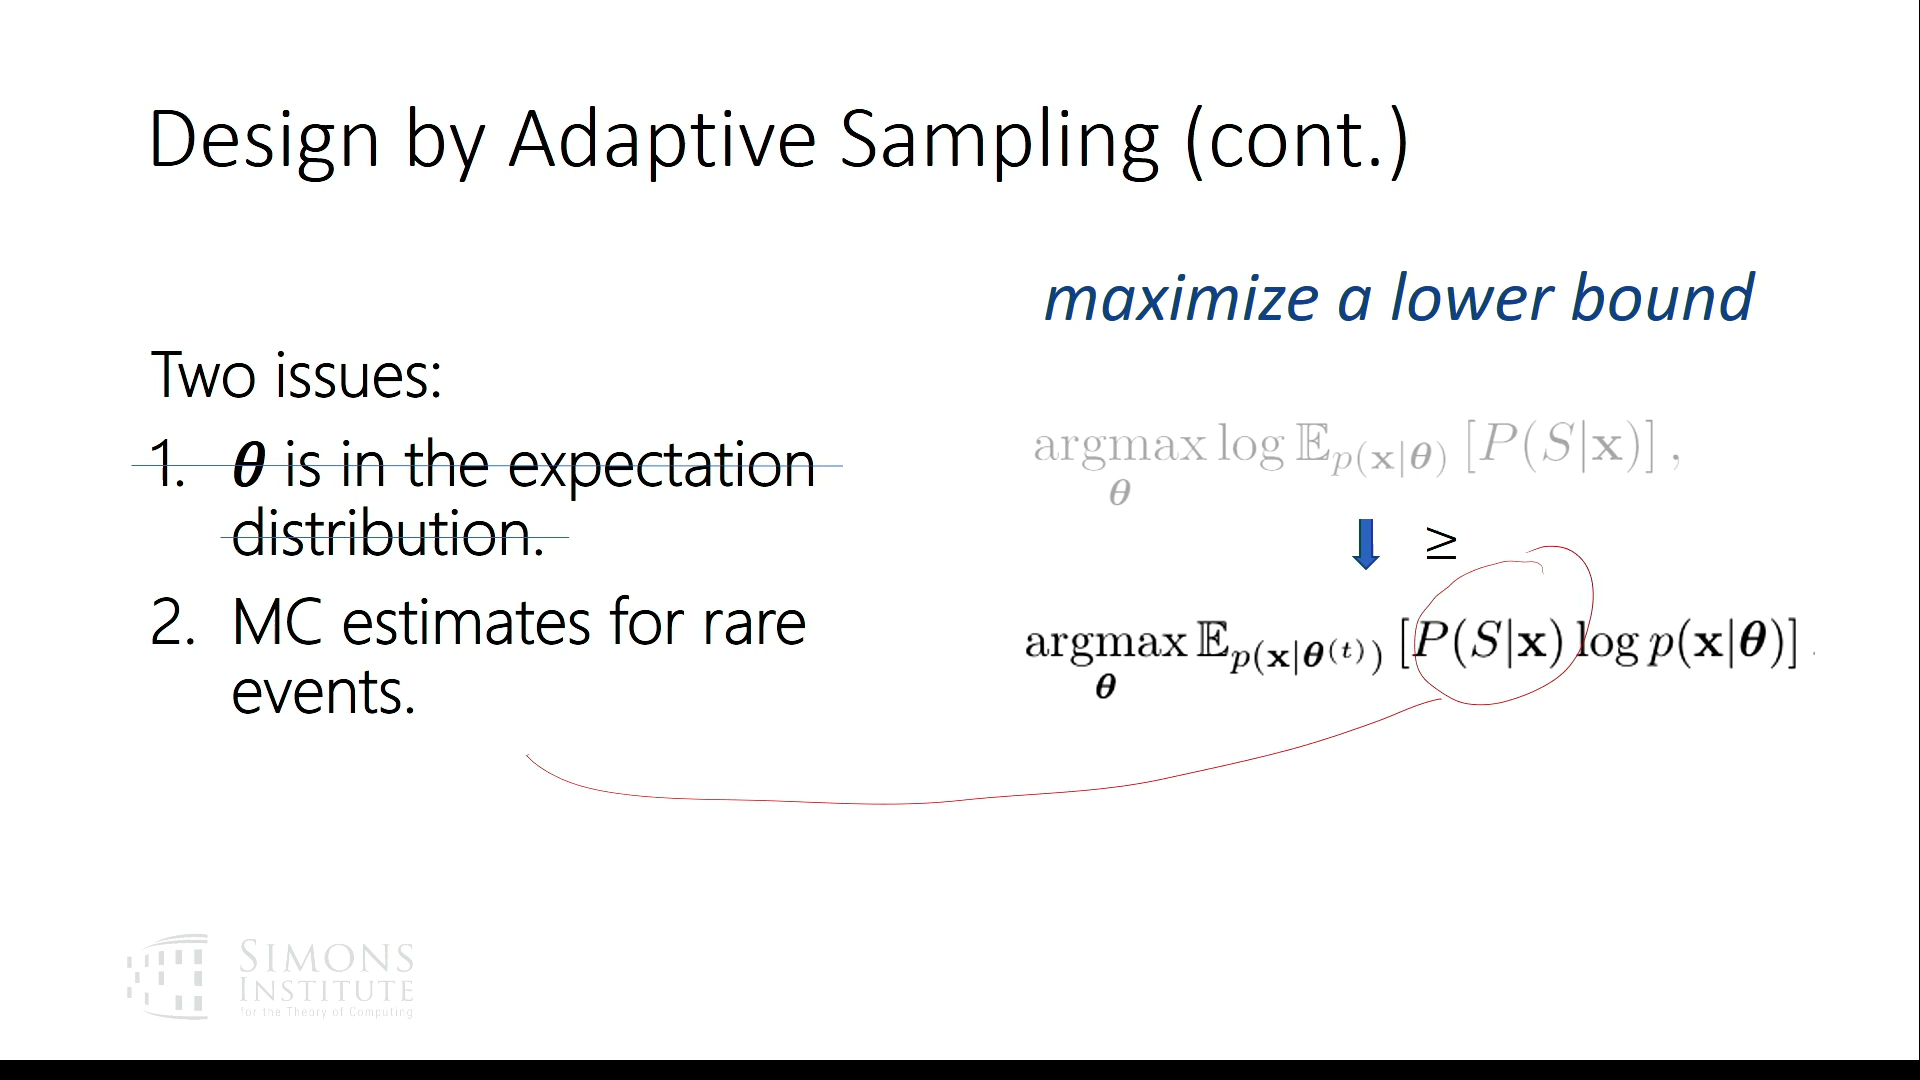 Design by Adaptive Sampling (cont.)
maximize a lower bound
Two issues:
1. θ is in the expectation
distribution.
2. MC estimates for rare
events.
argmax log 𝔼_{p(x|θ)} [P(S|x)] ,
θ
≥
argmax 𝔼_{p(x|θ^{(t)})} [P(S|x) log p(x|θ)] .
θ
SIMONS
INSTITUTE
for the Theory of Computing